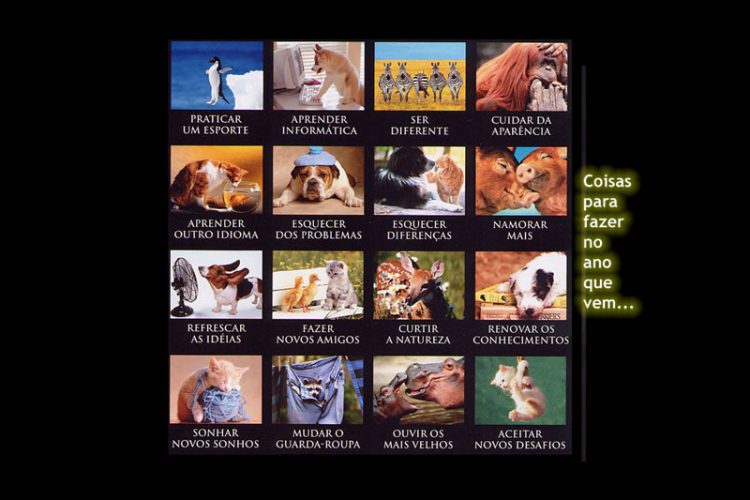 PRATICAR
UM ESPORTE
APRENDER
INFORMÁTICA
SER
DIFERENTE
CUIDAR DA
APARÊNCIA
APRENDER
OUTRO IDIOMA
ESQUECER
DOS PROBLEMAS
ESQUECER
DIFERENÇAS
NAMORAR
MAIS
REFRESCAR
AS IDÉIAS
FAZER
NOVOS AMIGOS
CURTIR
A NATUREZA
RENOVAR OS
CONHECIMENTOS
SONHAR
NOVOS SONHOS
MUDAR O
GUARDA-ROUPA
OUVIR OS
MAIS VELHOS
ACEITAR
NOVOS DESAFIOS
Coisas
para
fazer
no
ano
que
vem...